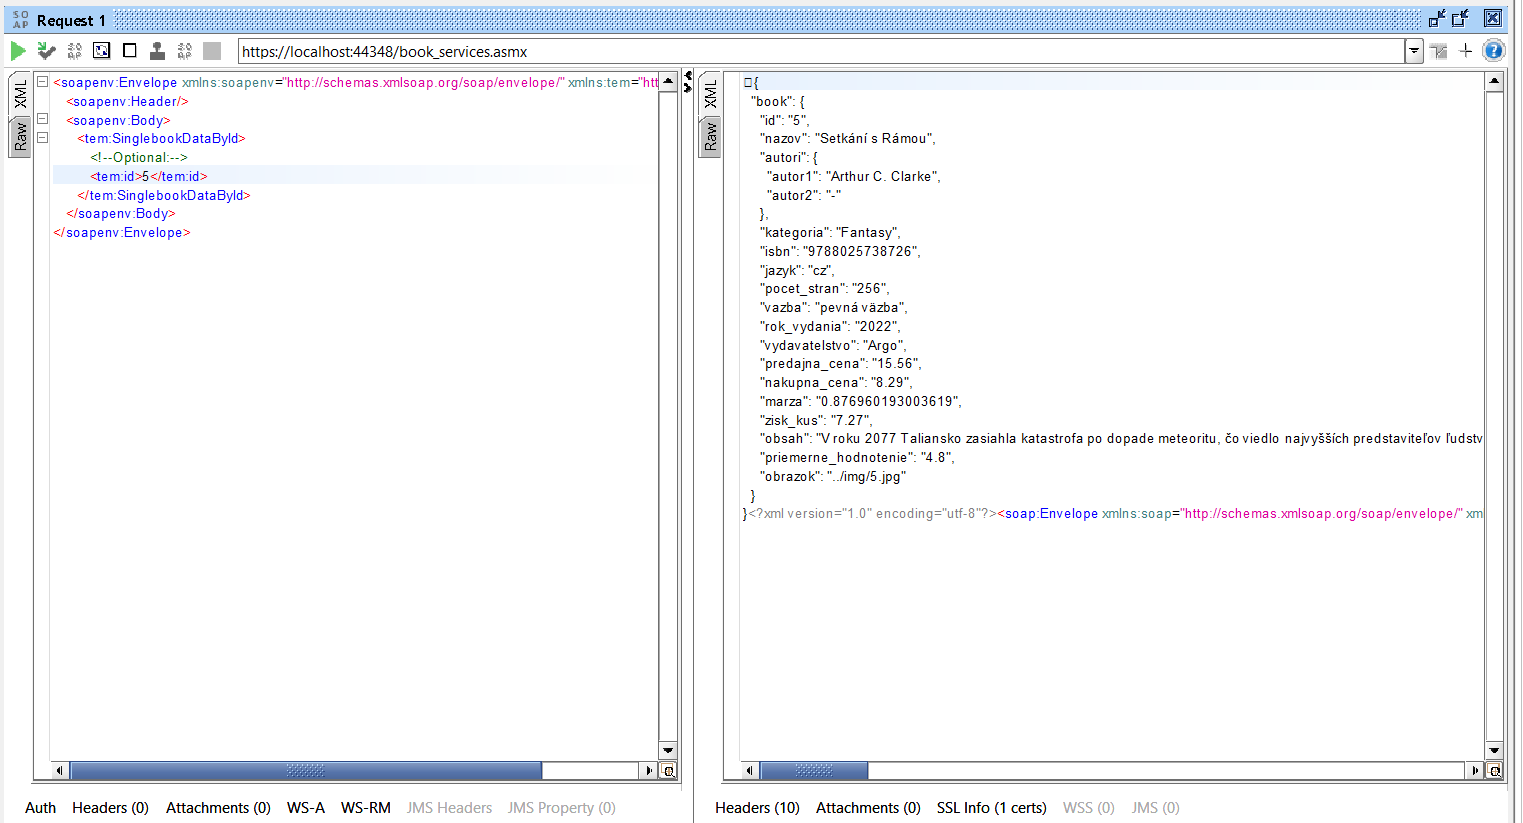 SO
AP
Request 1
https://localhost:44348/book_services.asmx
XML
Raw
<soapenv:Envelope xmlns:soapenv="http://schemas.xmlsoap.org/soap/envelope/" xmlns:tem="htt
<soapenv:Header/>
<soapenv:Body>
<tem:SinglebookDataById>
<!--Optional:-->
<tem:id>5</tem:id>
</tem:SinglebookDataById>
</soapenv:Body>
</soapenv:Envelope>
XML
Raw
{
"book": {
"id": "5",
"nazov": "Setkání s Rámou",
"autori": {
"autor1": "Arthur C. Clarke",
"autor2": "-"
},
"kategoria": "Fantasy",
"isbn": "9788025738726",
"jazyk": "cz",
"pocet_stran": "256",
"vazba": "pevná väzba",
"rok_vydania": "2022",
"vydavatelstvo": "Argo",
"predajna_cena": "15.56",
"nakupna_cena": "8.29",
"marza": "0.876960193003619",
"zisk_kus": "7.27",
"obsah": "V roku 2077 Taliansko zasiahla katastrofa po dopade meteoritu, čo viedlo najvyšších predstaviteľov ľudstv
"priemerne_hodnotenie": "4.8",
"obrazok": "../img/5.jpg"
}
}<?xml version="1.0" encoding="utf-8"?><soap:Envelope xmlns:soap="http://schemas.xmlsoap.org/soap/envelope/" xm
Auth Headers (0) Attachments (0) WS-A WS-RM JMS Headers JMS Property (0)
Headers (10) Attachments (0) SSL Info (1 certs) WSS (0) JMS (0)